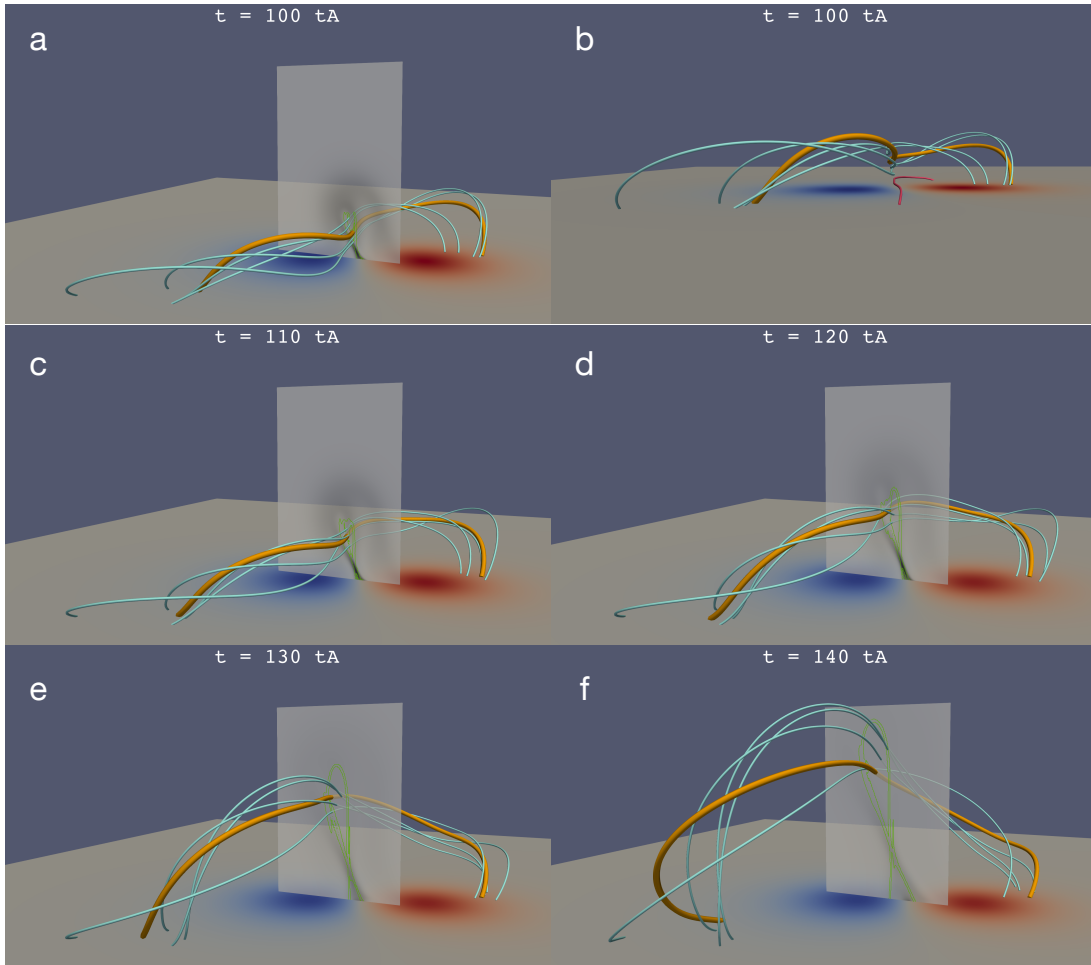 t = 100 tA
a
t = 100 tA
b
t = 110 tA
c
t = 120 tA
d
t = 130 tA
e
t = 140 tA
f